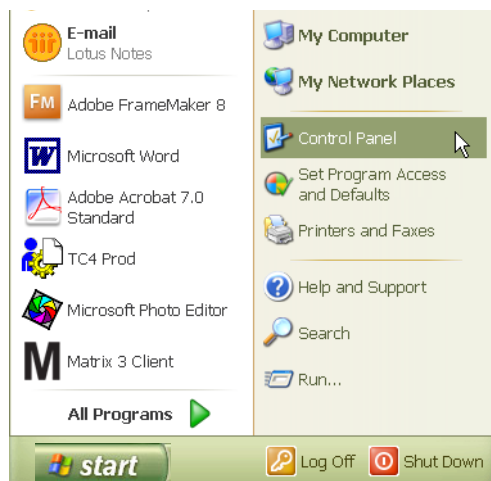 E-mail
Lotus Notes
FM
Adobe FrameMaker 8
W
Microsoft Word
Adobe Acrobat 7.0
Standard
TC4 Prod
Microsoft Photo Editor
M
Matrix 3 Client
All Programs
My Computer
My Network Places
Control Panel
Set Program Access
and Defaults
Printers and Faxes
Help and Support
Search
Run...
start
Log Off
Shut Down